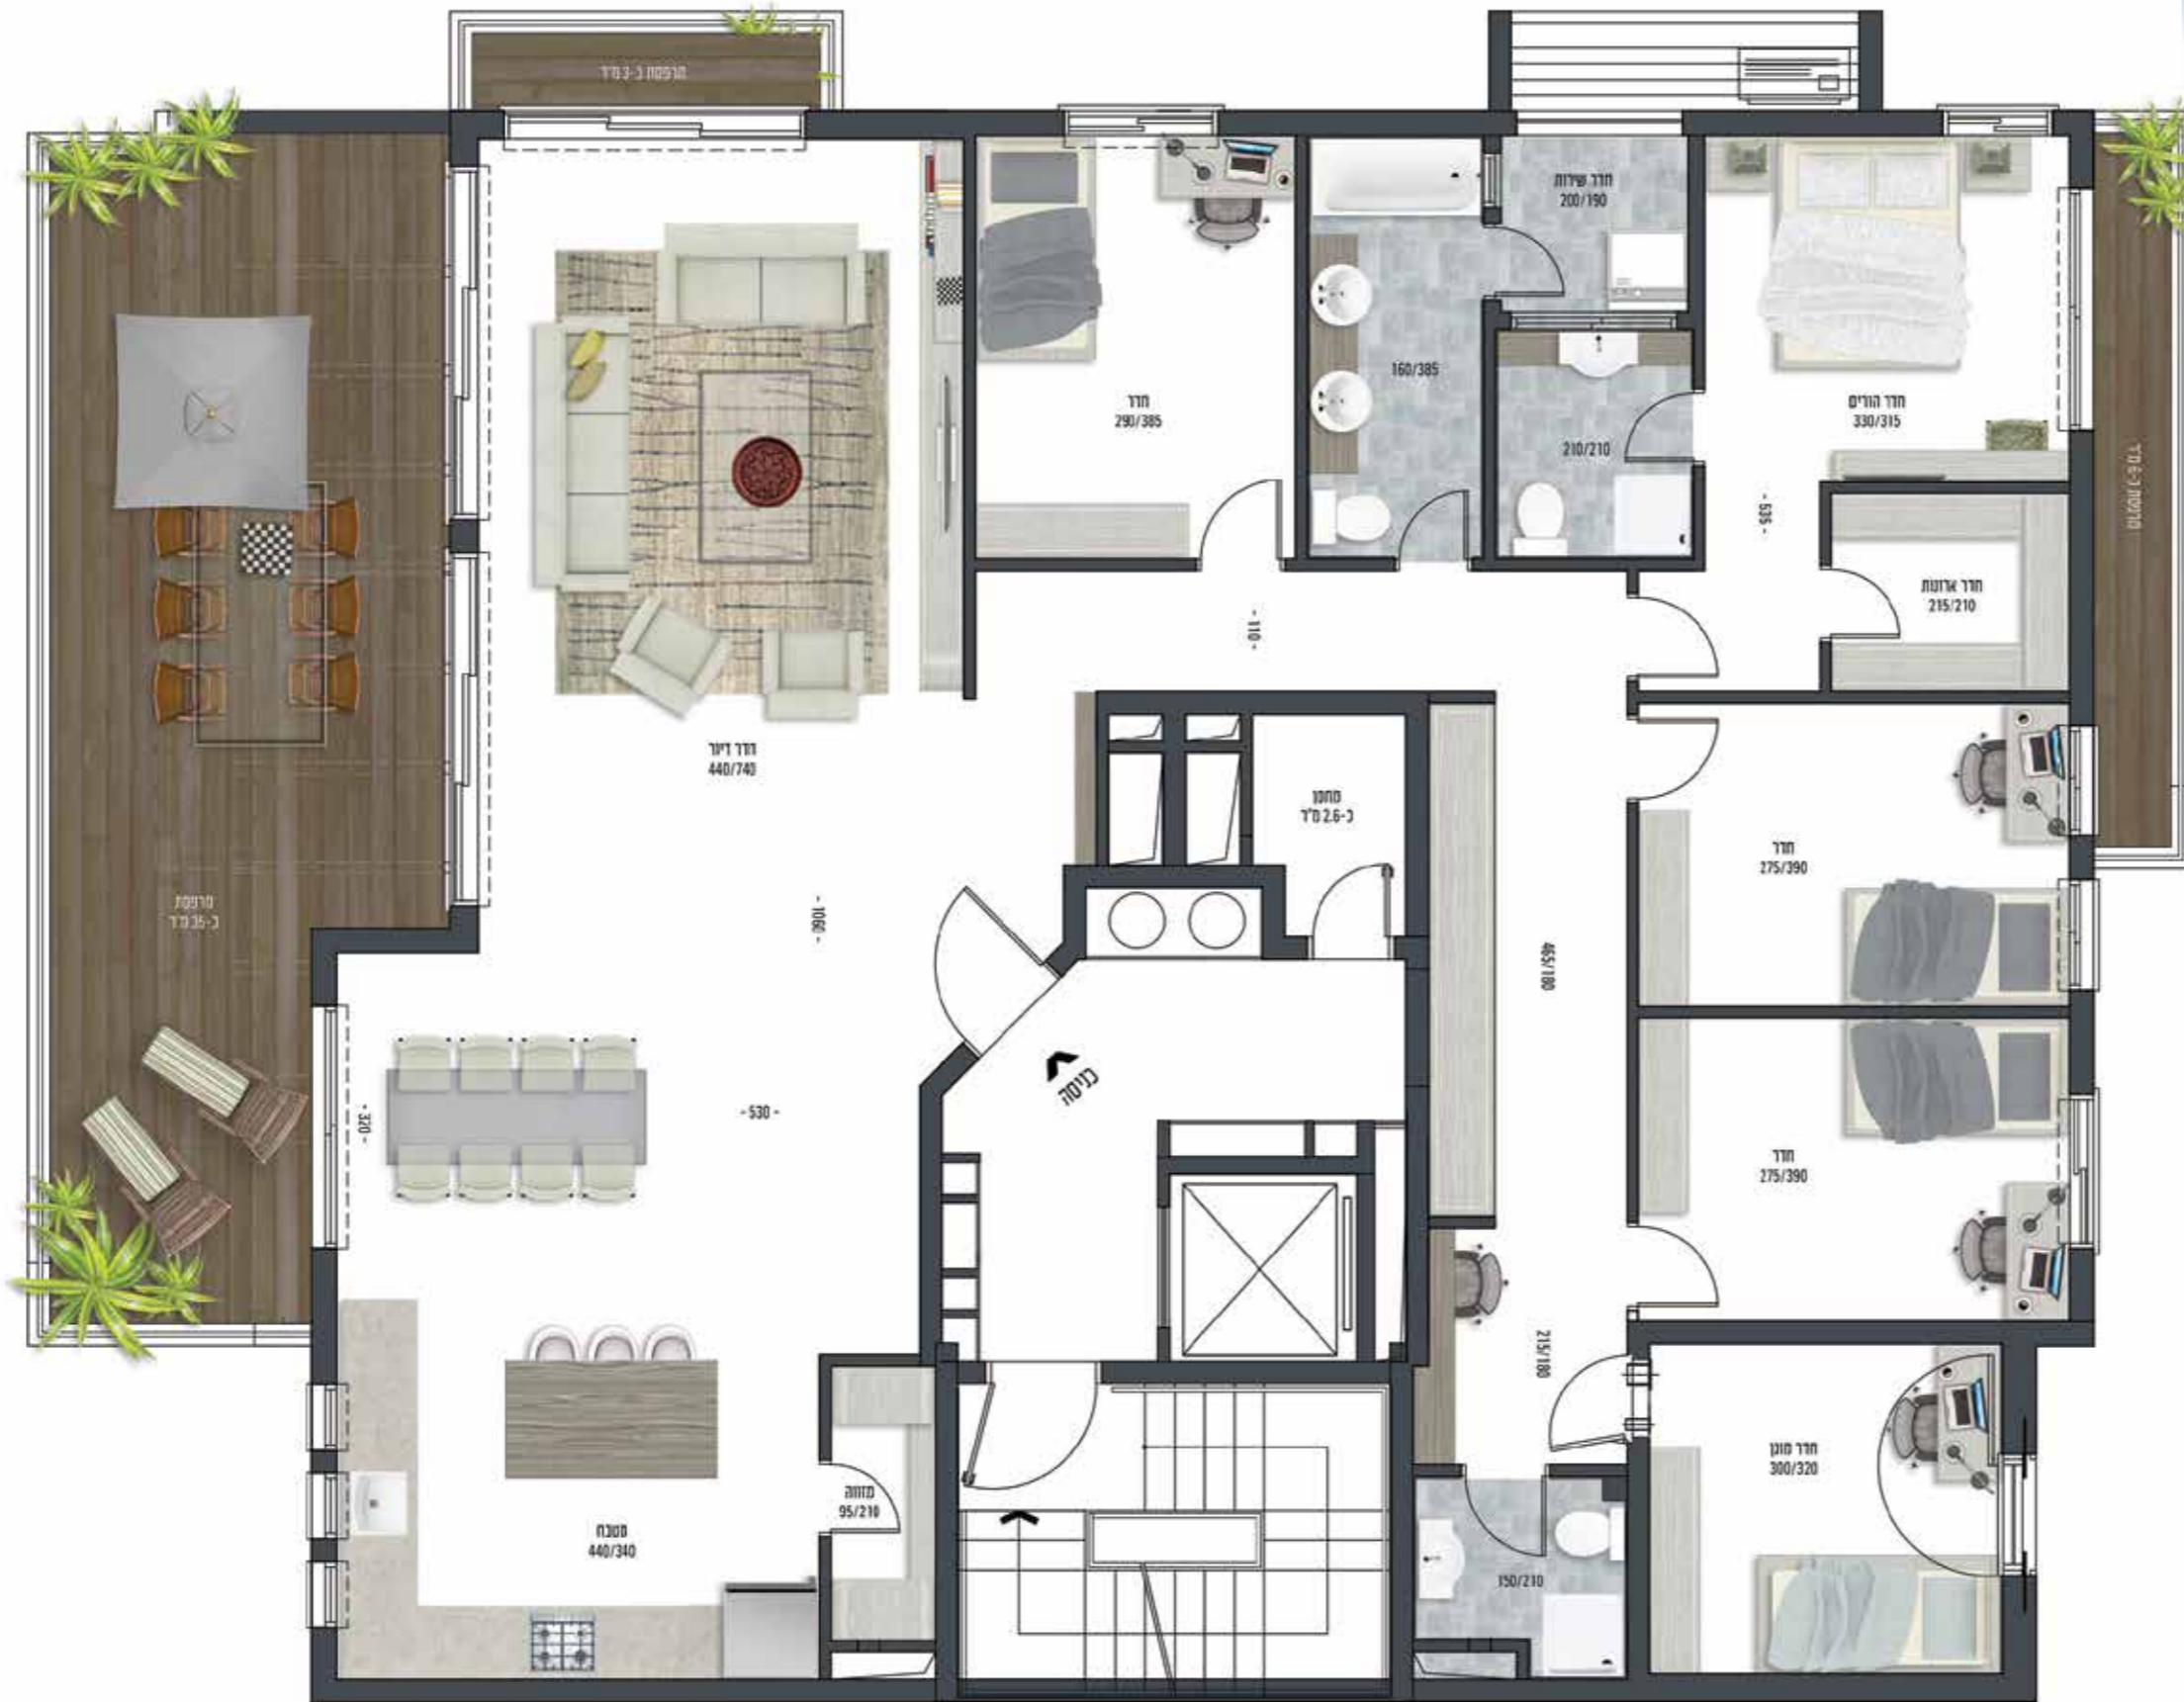 מרפסת כ-3 מ"ר
חדר שירות
200/190
160/385
חדר
290/385
חדר הורים
330/315
210/210
מרפסת כ-6 מ"ר
- 535 -
חדר ארונות
215/210
- 110 -
חדר דיור
440/740
מחסן
כ-2.6 מ"ר
חדר
275/390
מרפסת
כ-35 מ"ר
- 1060 -
465/180
כניסה
- 320 -
- 530 -
חדר
275/390
215/180
חדר מוגן
300/320
מזווה
95/210
מטבח
440/340
150/210